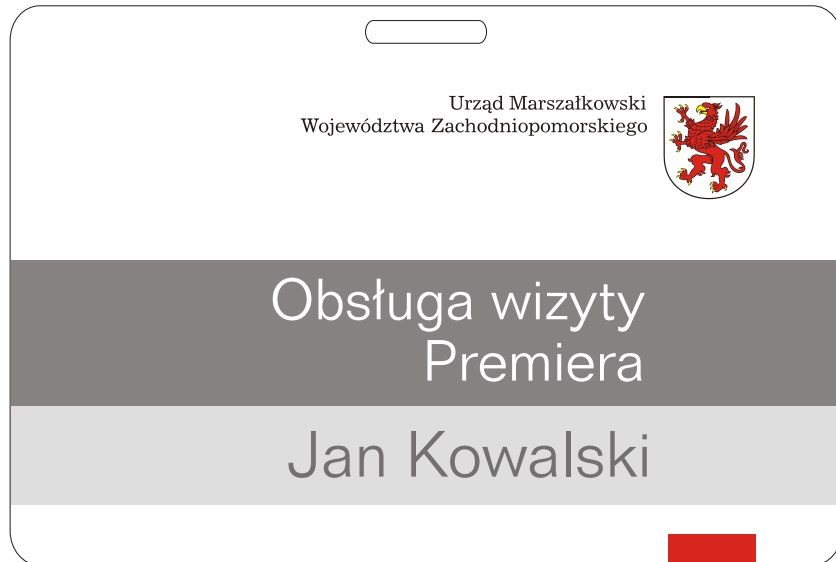 Urząd Marszałkowski
Województwa Zachodniopomorskiego
Obsługa wizyty
Premiera
Jan Kowalski